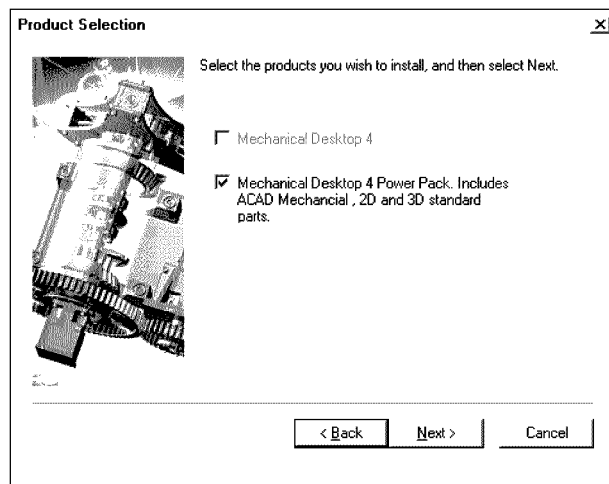 Product Selection
Select the products you wish to install, and then select Next.
Mechanical Desktop 4
Mechanical Desktop 4 Power Pack. Includes
ACAD Mechancial , 2D and 3D standard
parts.
< Back
Next >
Cancel